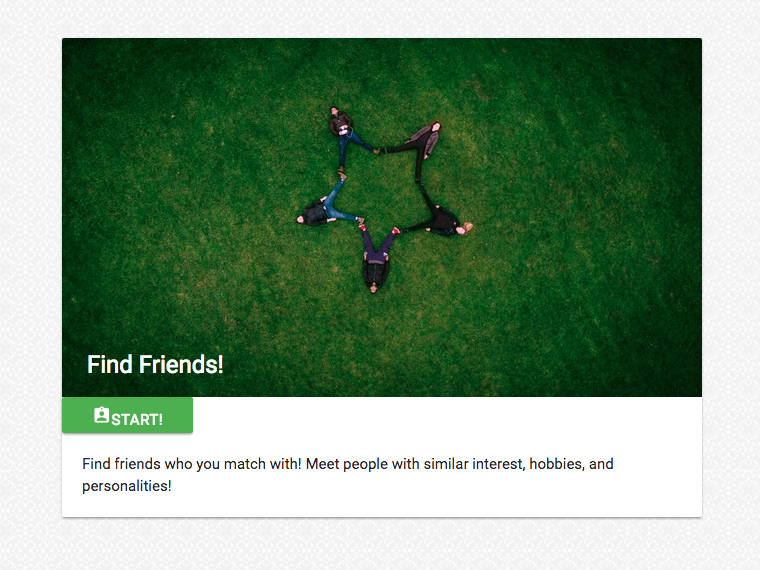 Find Friends!
START!
Find friends who you match with! Meet people with similar interest, hobbies, and
personalities!